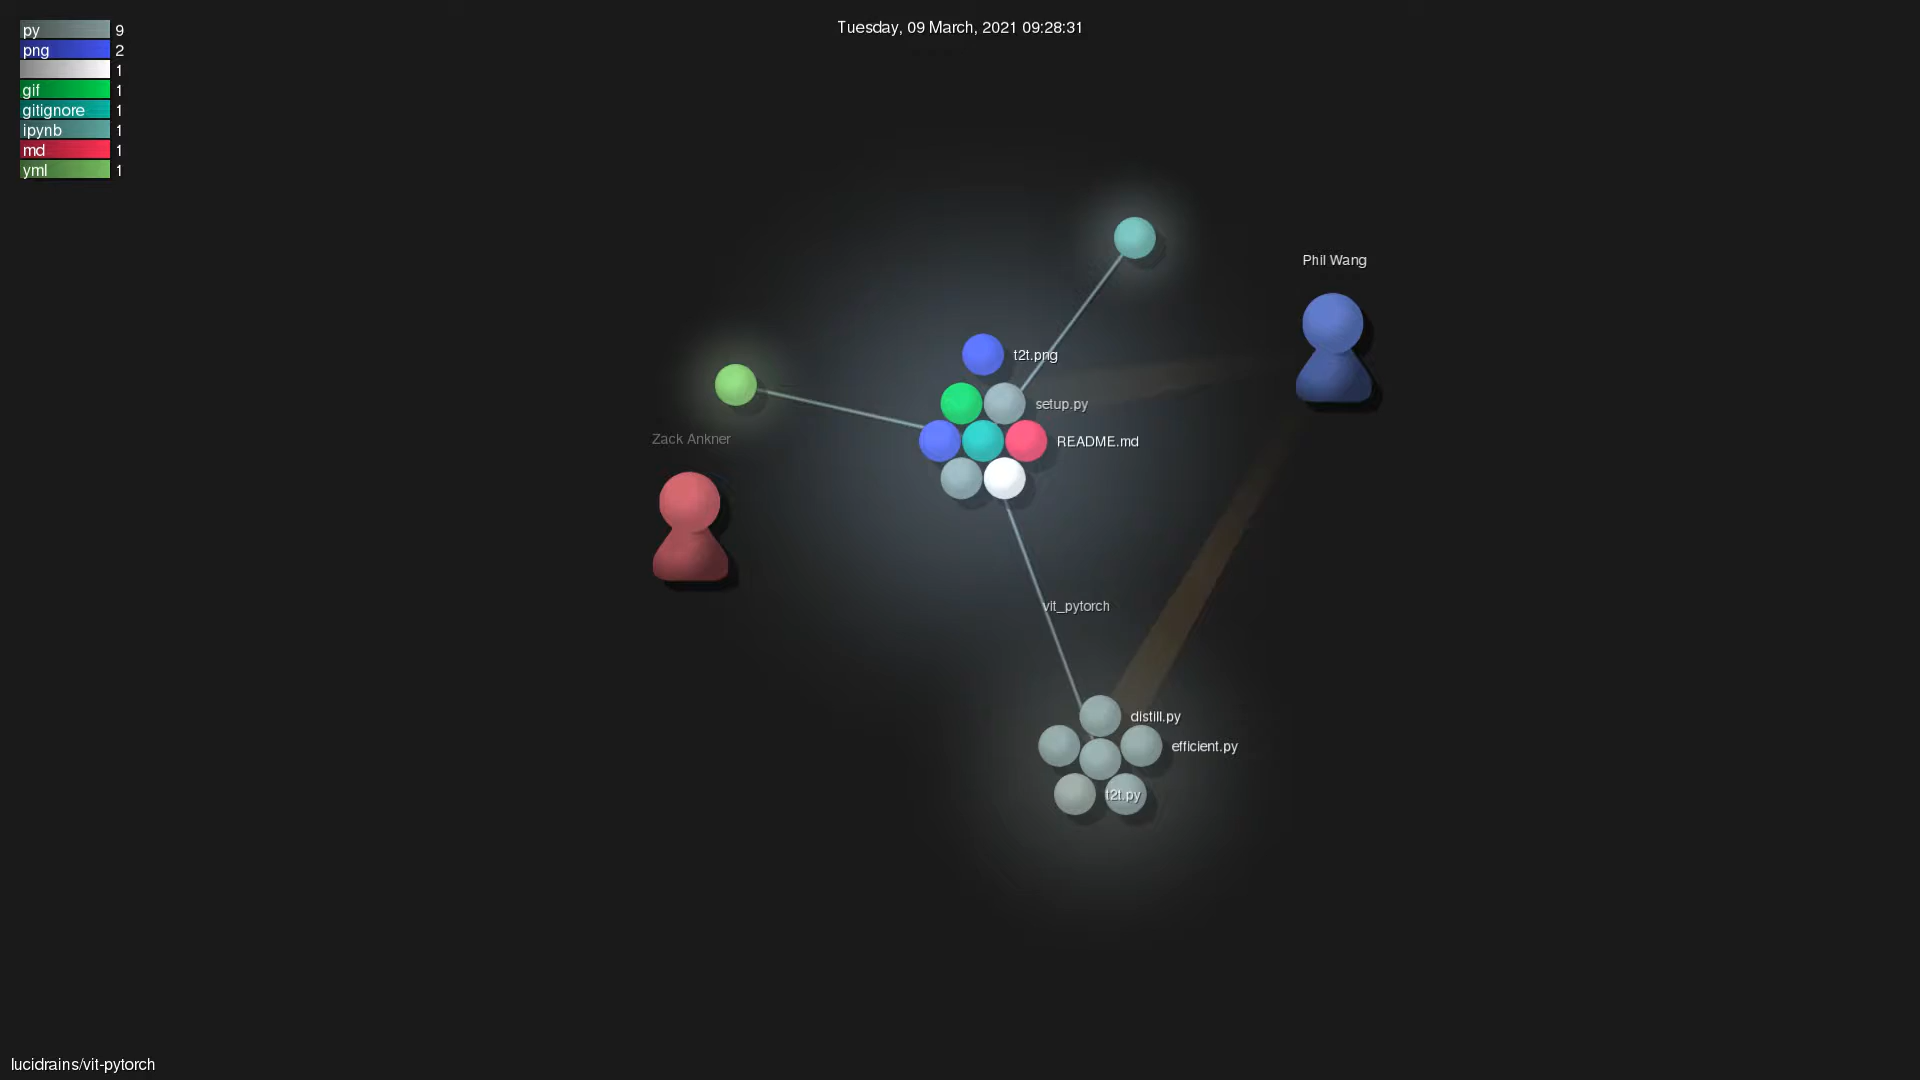 Tuesday, 09 March, 2021 09:28:31
py 9
png 2
1
gif 1
gitignore 1
ipynb 1
md 1
yml 1
Phil Wang
t2t.png
setup.py
README.md
Zack Ankner
vit_pytorch
distill.py
efficient.py
t2t.py
lucidrains/vit-pytorch